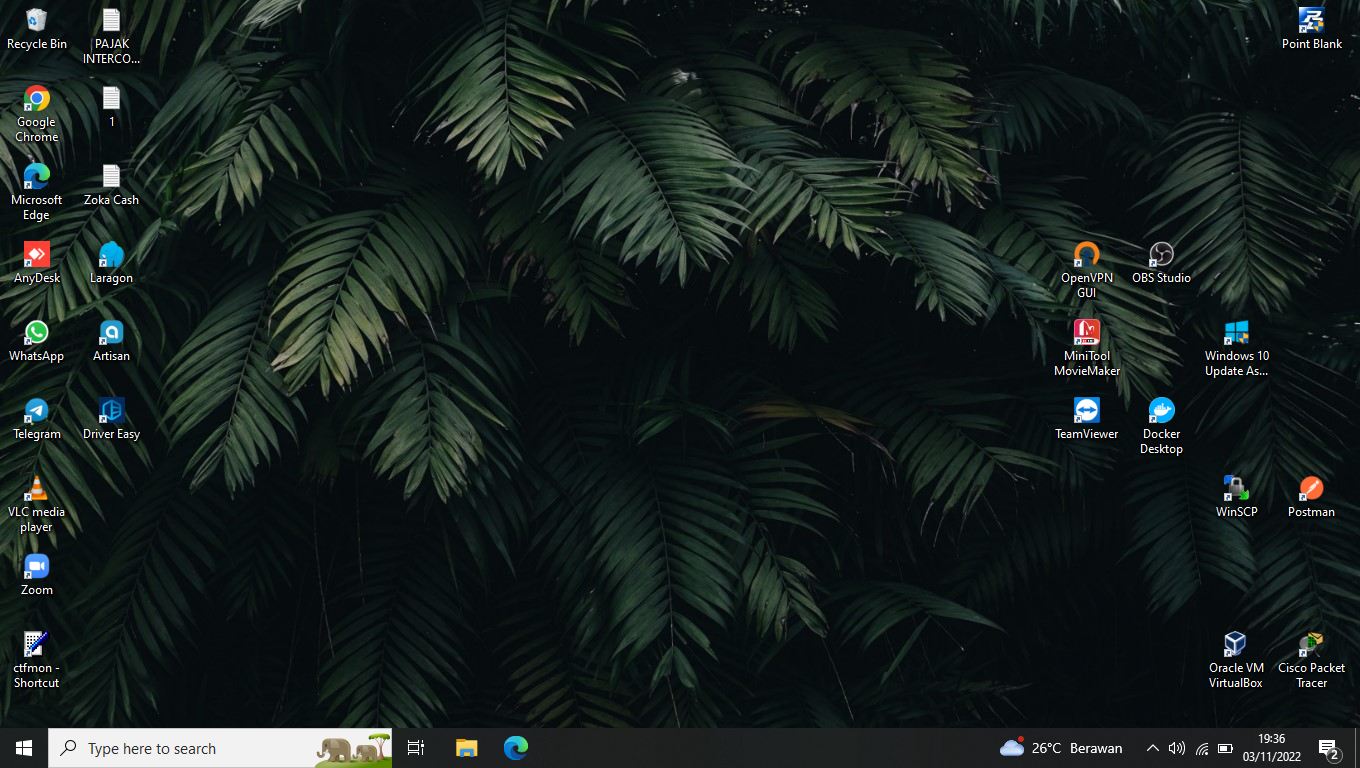 Recycle Bin
PAJAK
INTERCO...
Point Blank
Google
Chrome
1
Microsoft
Edge
Zoka Cash
AnyDesk
Laragon
OpenVPN
GUI
OBS Studio
WhatsApp
Artisan
MiniTool
MovieMaker
Windows 10
Update As...
Telegram
Driver Easy
TeamViewer
Docker
Desktop
VLC media
player
WinSCP
Postman
Zoom
ctfmon -
Shortcut
Oracle VM
VirtualBox
Cisco Packet
Tracer
Type here to search
26°C Berawan
19:36
03/11/2022
2